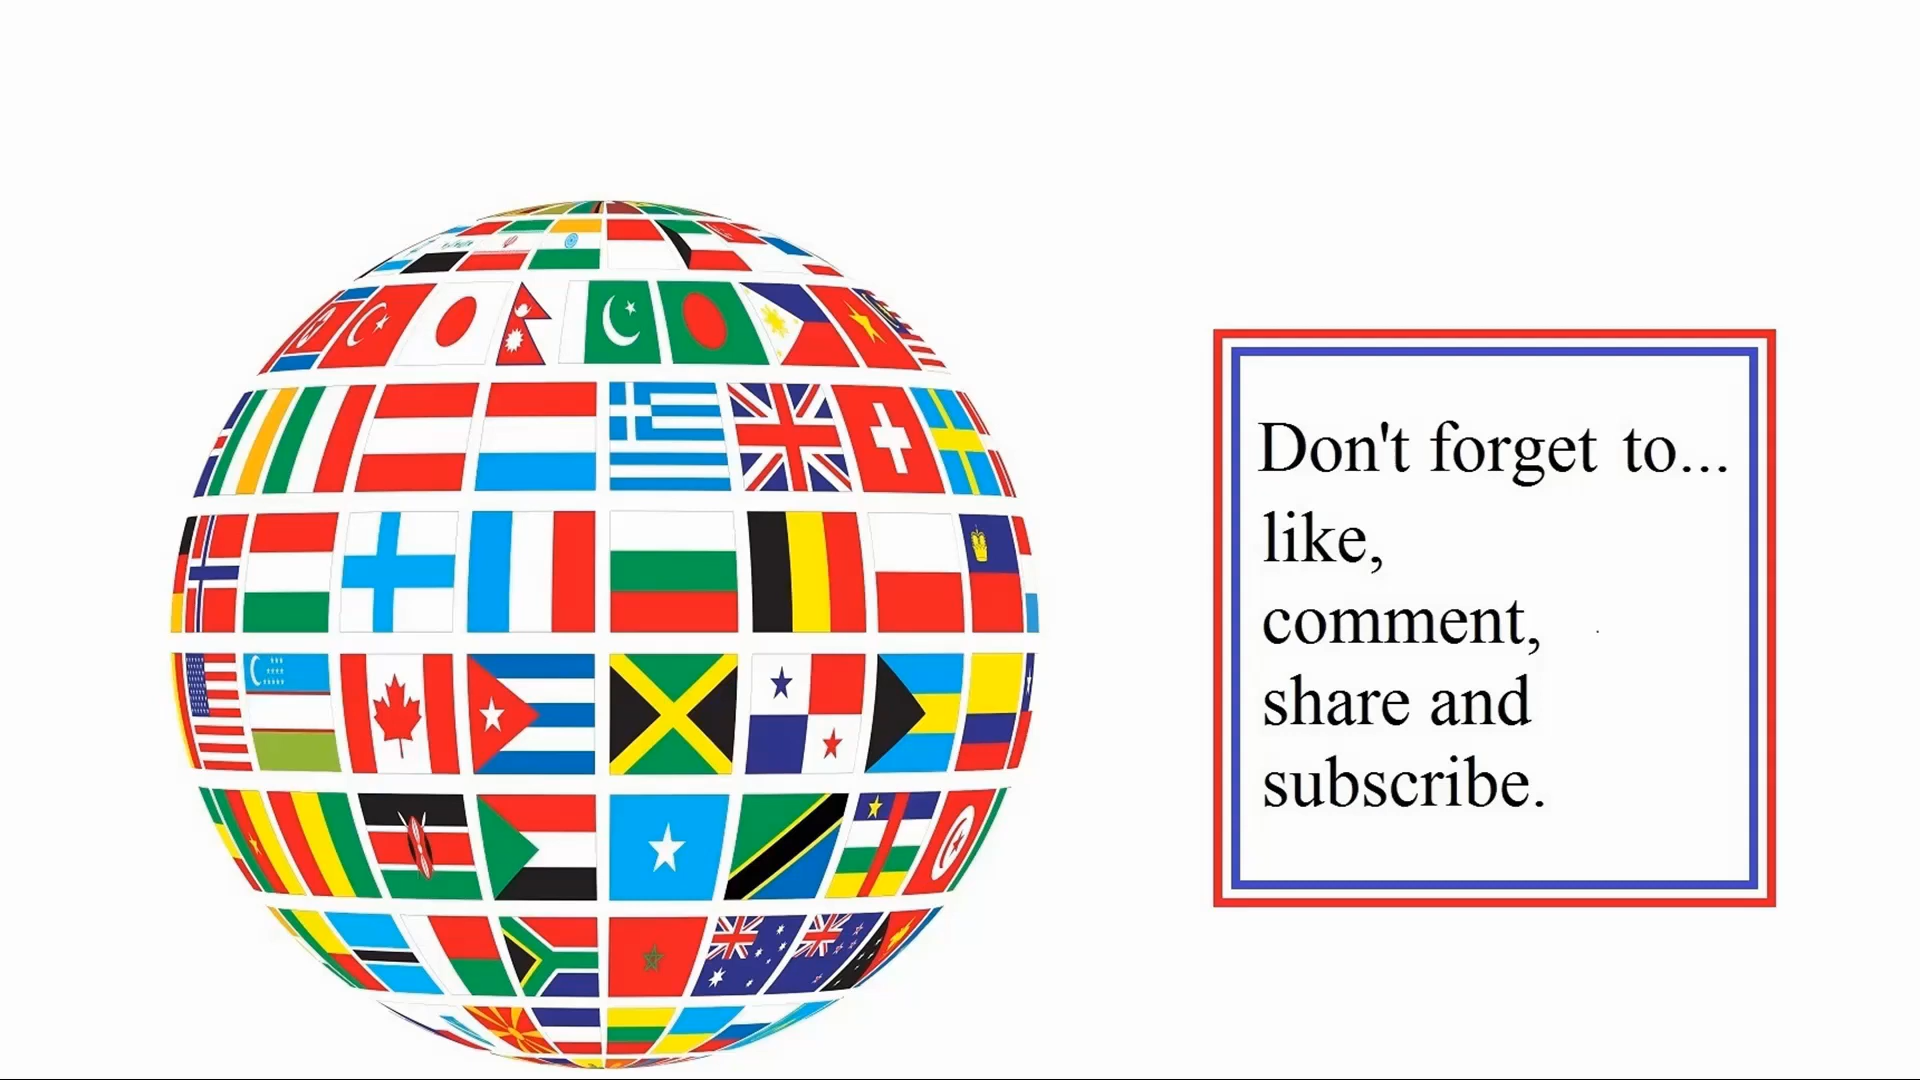 Don't forget to...
like,
comment,
share and
subscribe.